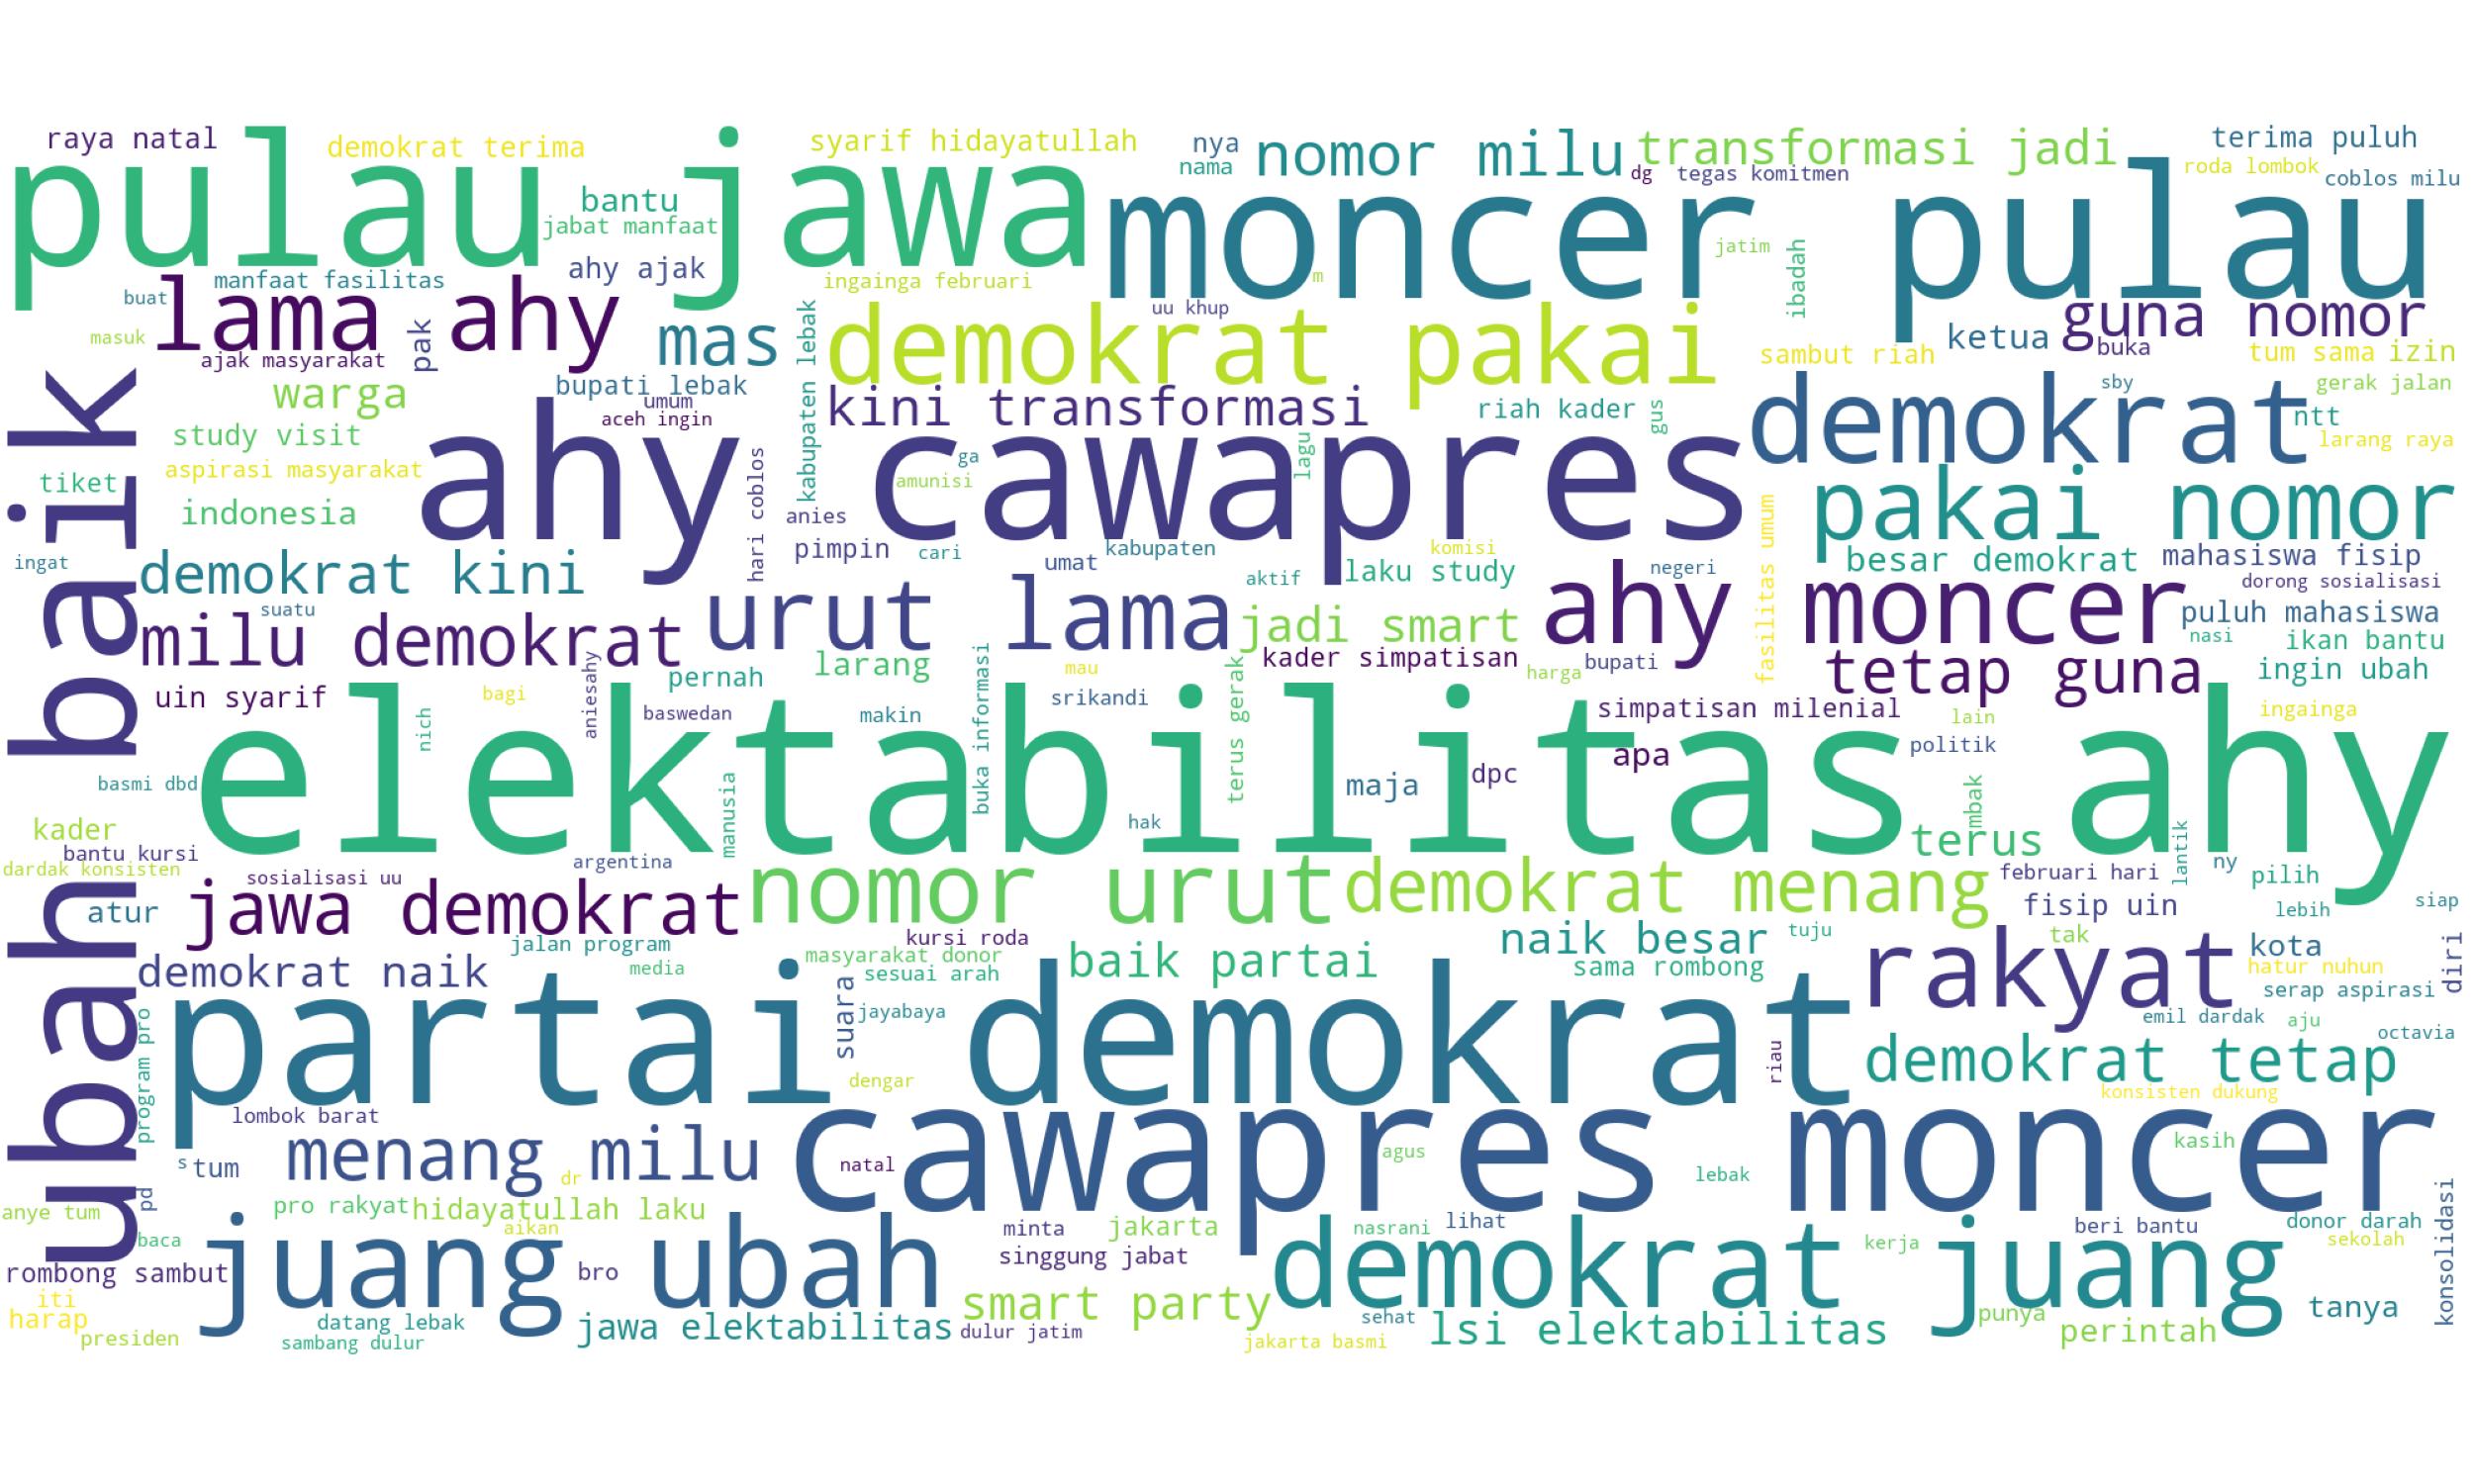 raya natal
demokrat terima
syarif hidayatullah
nya
nomor milu
transformasi jadi
terima puluh
pulau jawa
nama
dg
tegas komitmen
roda lombok
coblos milu
bantu
jabat manfaat
moncer pulau
jatim
ibadah
manfaat fasilitas
ahy ajak
ingainga februari
m
buat
lama ahy
masuk
ajak masyarakat
pak
mas
kabupaten lebak
demokrat pakai
uu khup
guna nomor
ketua
buka
sambut riah
tum sama
izin
warga
bupati lebak
umum
aceh ingin
kini transformasi
riah kader
gus
demokrat
sby
gerak jalan
ntt
larang raya
study visit
aspirasi masyarakat
tiket
indonesia
ahy cawapres
hari coblos
ga
amunisi
lagu
anies
pimpin
cari
pakai nomor
fasilitas umum
ubah baik
ingat
demokrat kini
suatu
umat
kabupaten
komisi
aktif
laku study
negeri
besar demokrat
mahasiswa fisip
dorong sosialisasi
milu demokrat
urut lama
jadi smart
ahy moncer
puluh mahasiswa
nasi
ikan bantu
aniesahy
pernah
larang
buka informasi
mau
kader simpatisan
bupati
harga
tetap guna
ingin ubah
uin syarif
bagi
baswedan
makin
srikandi
terus gerak
simpatisan milenial
lain
ingainga
nich
elektabilitas ahy
apa
politik
basmi dbd
manusia
hak
maja
dpc
mbak
terus
lantik
kader
bantu kursi
dardak konsisten
sosialisasi uu
argentina
nomor urut
demokrat menang
februari hari
ny
pilih
atur
jawa demokrat
fisip uin
lebih
siap
jalan program
kursi roda
masyarakat donor
naik besar
tuju
tak
kota
diri
demokrat naik
media
sesuai arah
baik partai
sama rombong
rakyat
hatur nuhun
serap aspirasi
program pro
partai demokrat
suara
jayabaya
dengar
riau
emil dardak
aju
octavia
demokrat tetap
konsisten dukung
lombok barat
s
tum
menang milu
dr
cawapres moncer
natal
agus
lebak
kasih
konsolidasi
pd
anye tum
pro rakyat
hidayatullah laku
aikan
minta
jakarta
nasrani
lihat
beri bantu
donor darah
sekolah
baca
juang ubah
bro
singgung jabat
demokrat juang
kerja
rombong sambut
iti
harap
presiden
datang lebak
sambang dulur
jawa elektabilitas
smart party
dulur jatim
sehat
jakarta basmi
lsi elektabilitas
punya
perintah
tanya